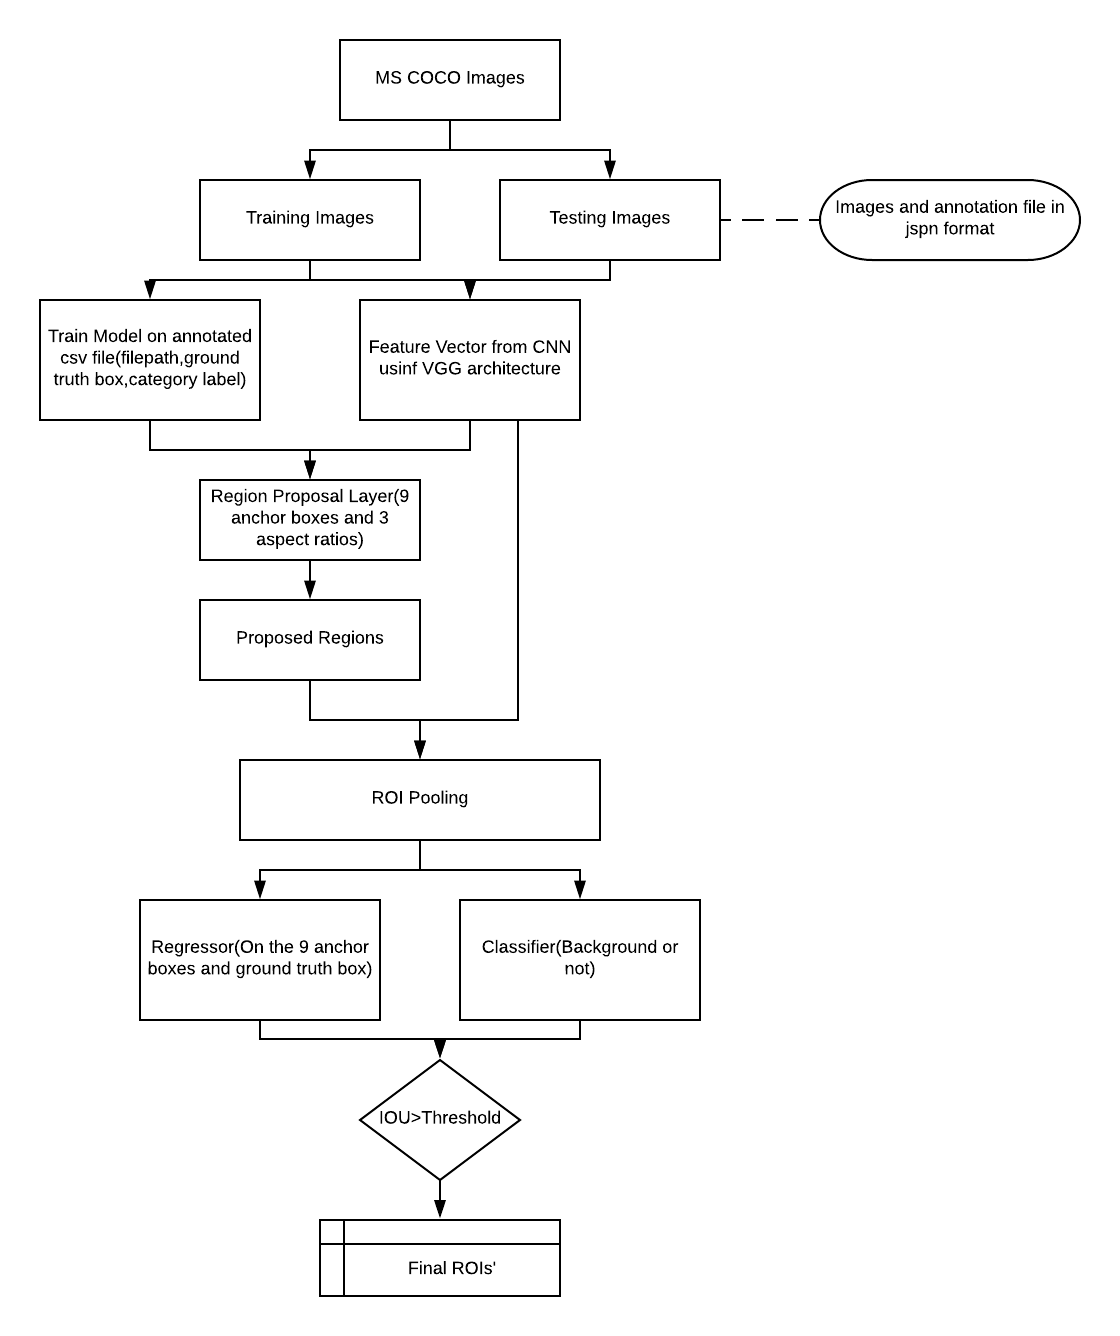 MS COCO Images
Training Images
Testing Images
Images and annotation file in
jspn format
Train Model on annotated
csv file(filepath,ground
truth box,category label)
Feature Vector from CNN
usinf VGG architecture
Region Proposal Layer(9
anchor boxes and 3
aspect ratios)
Proposed Regions
ROI Pooling
Regressor(On the 9 anchor
boxes and ground truth box)
Classifier(Background or
not)
IOU>Threshold
Final ROIs'